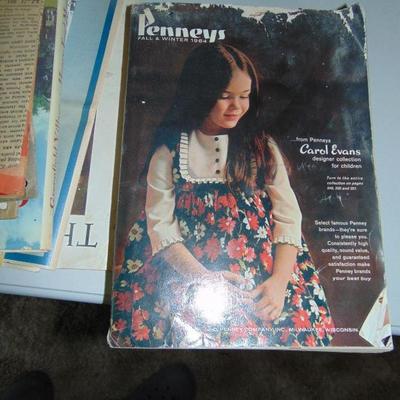 Penneys
FALL & WINTER 1964
...from Penneys
Carol Evans
designer collection
for children
Turn to the entire
collection on pages
Select famous Penney
brands—they're sure
to please you.
Consistently high
quality, sound value,
and guaranteed
satisfaction make
Penney brands
your best buy
PENNEY COMPANY, INC., MILWAUKEE, WISCONSIN
TH